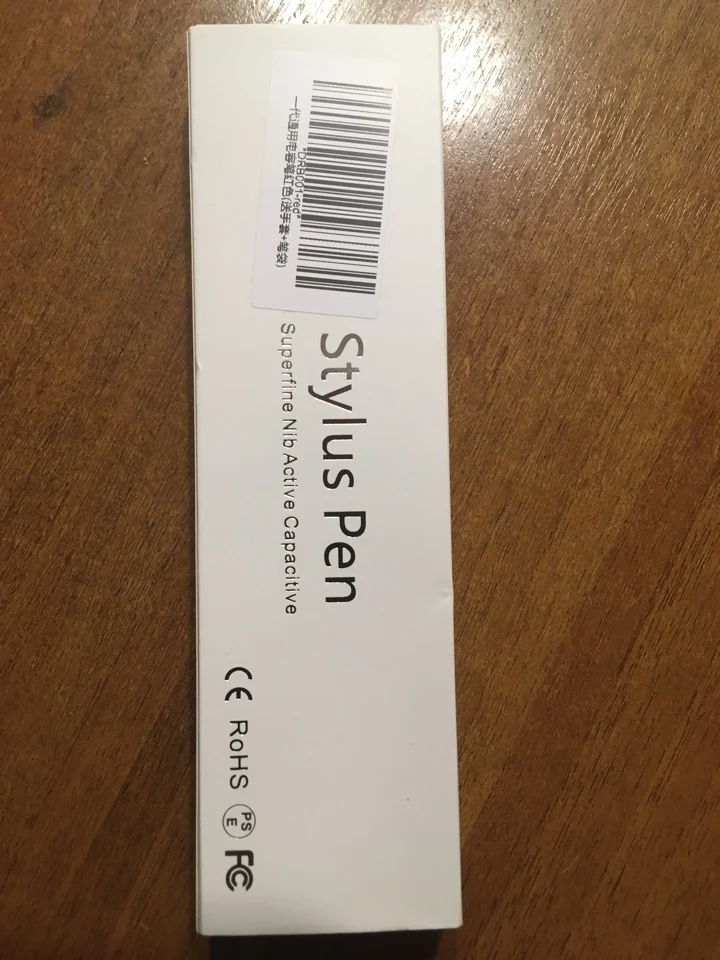 *DRB001-red*
一代通用电容笔红色(送手套+笔袋)
Stylus Pen
Superfine Nib Active Capacitive
CE RoHS PSE FC